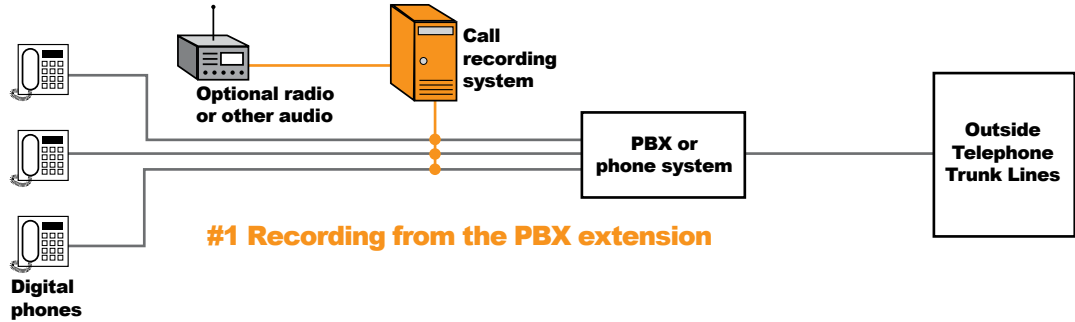 Call
recording
system
Optional radio
or other audio
PBX or
phone system
Outside
Telephone
Trunk Lines
#1 Recording from the PBX extension
Digital
phones